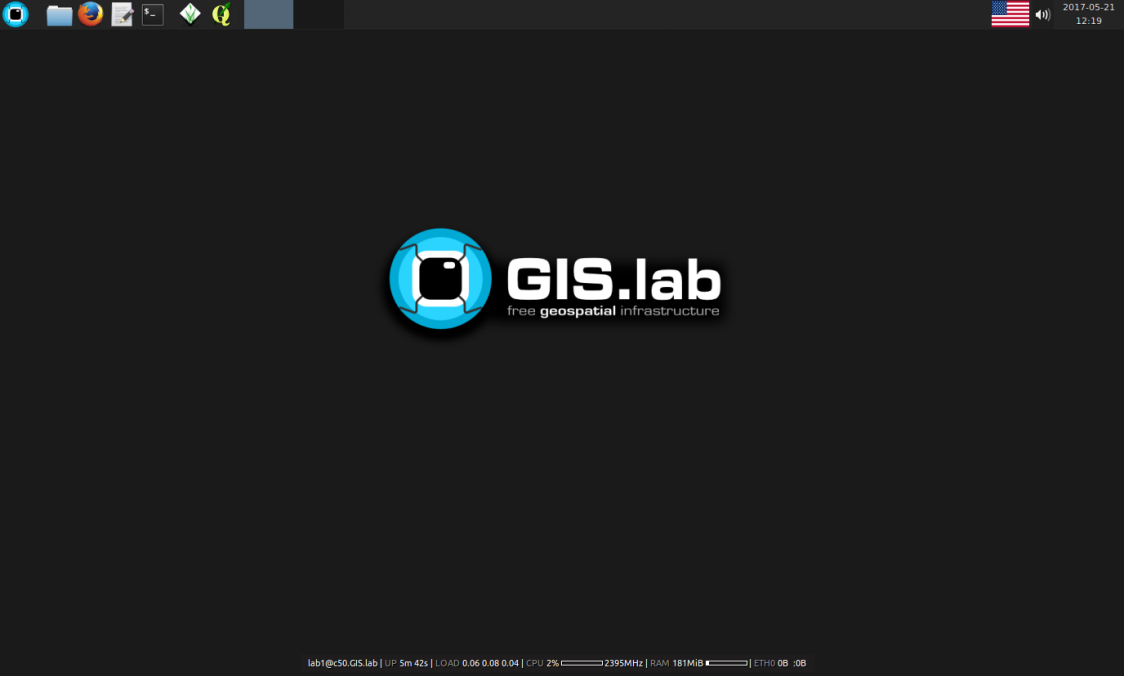 $_
2017-05-21
12:19
GIS.lab
free geospatial infrastructure
lab1@c50.GIS.lab | UP 5m 42s | LOAD 0.06 0.08 0.04 | CPU 2% 2395MHz | RAM 181MiB | ETH0 0B :0B